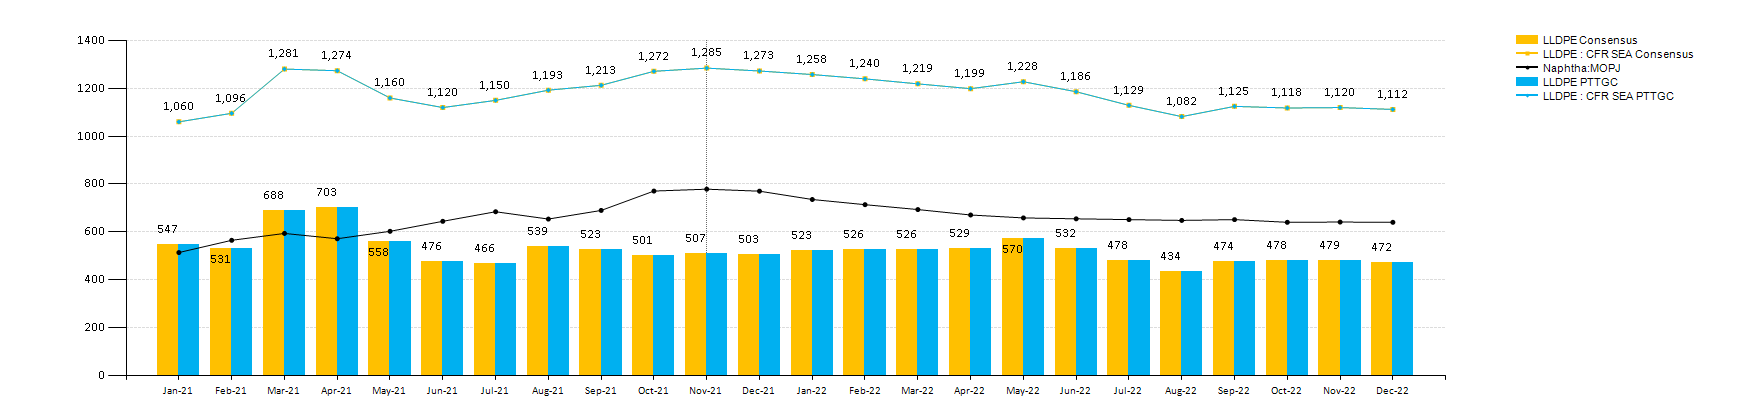 LLDPE Consensus
LLDPE : CFR SEA Consensus
Naphtha:MOPJ
LLDPE PTTGC
LLDPE : CFR SEA PTTGC
1400
1200
1000
800
600
400
200
0
1,060 1,096 1,281 1,274 1,160 1,120 1,150 1,193 1,213 1,272 1,285 1,273 1,258 1,240 1,219 1,199 1,228 1,186 1,129 1,082 1,125 1,118 1,120 1,112
547 531 688 703 558 476 466 539 523 501 507 503 523 526 526 529 570 532 478 434 474 478 479 472
Jan-21 Feb-21 Mar-21 Apr-21 May-21 Jun-21 Jul-21 Aug-21 Sep-21 Oct-21 Nov-21 Dec-21 Jan-22 Feb-22 Mar-22 Apr-22 May-22 Jun-22 Jul-22 Aug-22 Sep-22 Oct-22 Nov-22 Dec-22